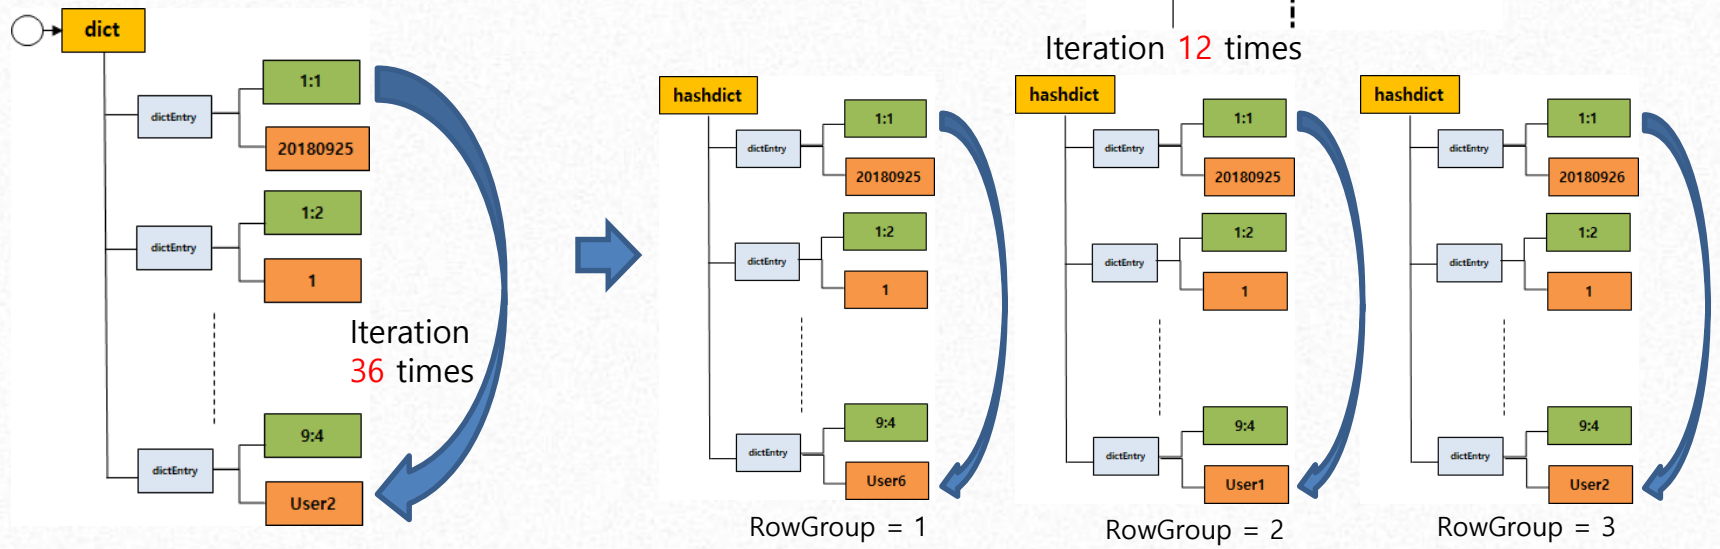 dict
dictEntry
1:1
20180925
dictEntry
1:2
1
Iteration
36 times
dictEntry
9:4
User2
Iteration 12 times
hashdict
dictEntry
1:1
20180925
dictEntry
1:2
1
dictEntry
9:4
User6
RowGroup = 1
hashdict
dictEntry
1:1
20180925
dictEntry
1:2
1
dictEntry
9:4
User1
RowGroup = 2
hashdict
dictEntry
1:1
20180926
dictEntry
1:2
1
dictEntry
9:4
User2
RowGroup = 3